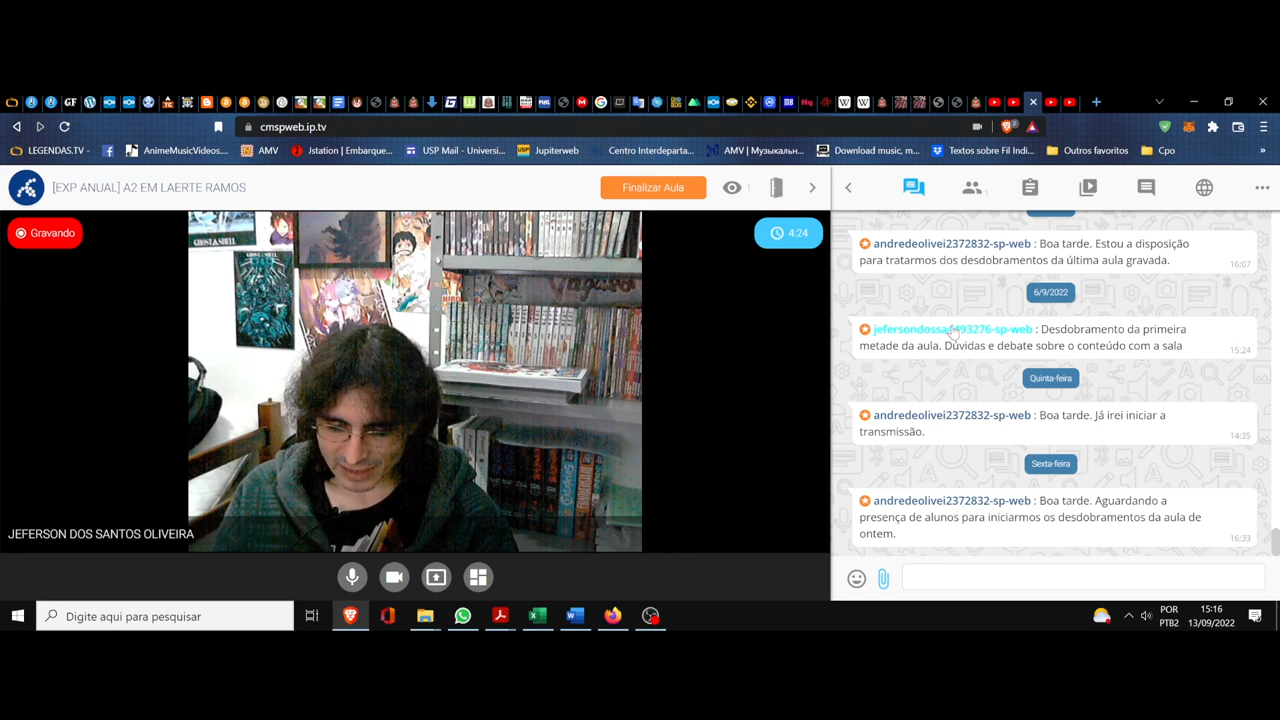 cmspweb.ip.tv
2
LEGENDAS.TV - AnimeMusicVideos... AMV Jstation | Embarque... USP Mail - Universi... Jupiterweb Centro Interdeparta... AMV | Музыкальн... Download music, m... Textos sobre Fil Indi... Outros favoritos Cpo
[EXP ANUAL] A2 EM LAERTE RAMOS
Finalizar Aula
1
1
Gravando
4:24
GHOST & SHELL
JEFERSON DOS SANTOS OLIVEIRA
andredeolivei2372832-sp-web : Boa tarde. Estou a disposição
para tratarmos dos desdobramentos da última aula gravada.
16:07
6/9/2022
: Desdobramento da primeira
metade da aula. Dúvidas e debate sobre o conteúdo com a sala
15:24
Quinta-feira
andredeolivei2372832-sp-web : Boa tarde. Já irei iniciar a
transmissão.
14:35
Sexta-feira
andredeolivei2372832-sp-web : Boa tarde. Aguardando a
presença de alunos para iniciarmos os desdobramentos da aula de
ontem.
16:33
Digite aqui para pesquisar
POR
PTB2
15:16
13/09/2022